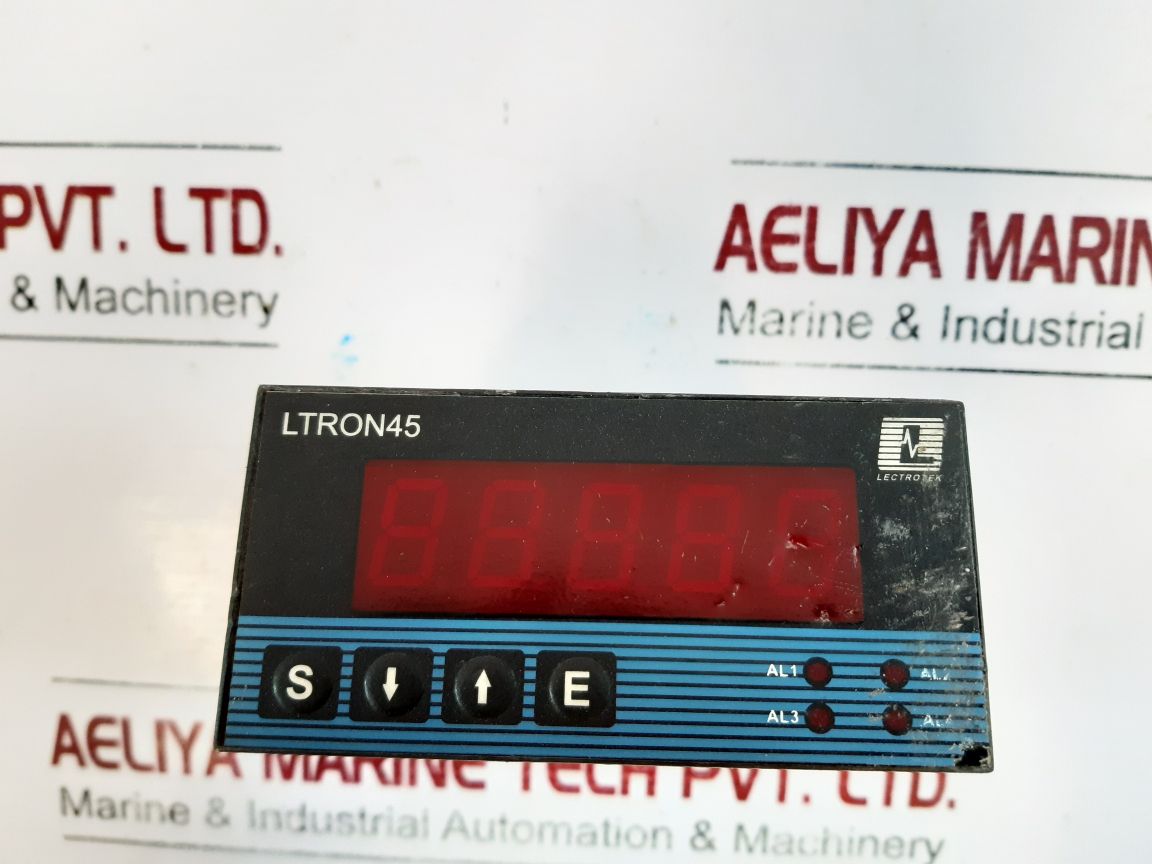 PVT. LTD.
& Machinery
AELIYA MARIN
Marine & Industrial
LTRON45
LECTROTEK
S
↓
↑
E
AL1
AL2
AL3
AELIYA MARINE TECH PVT. LTD.
Marine & Industrial Automation & Machinery